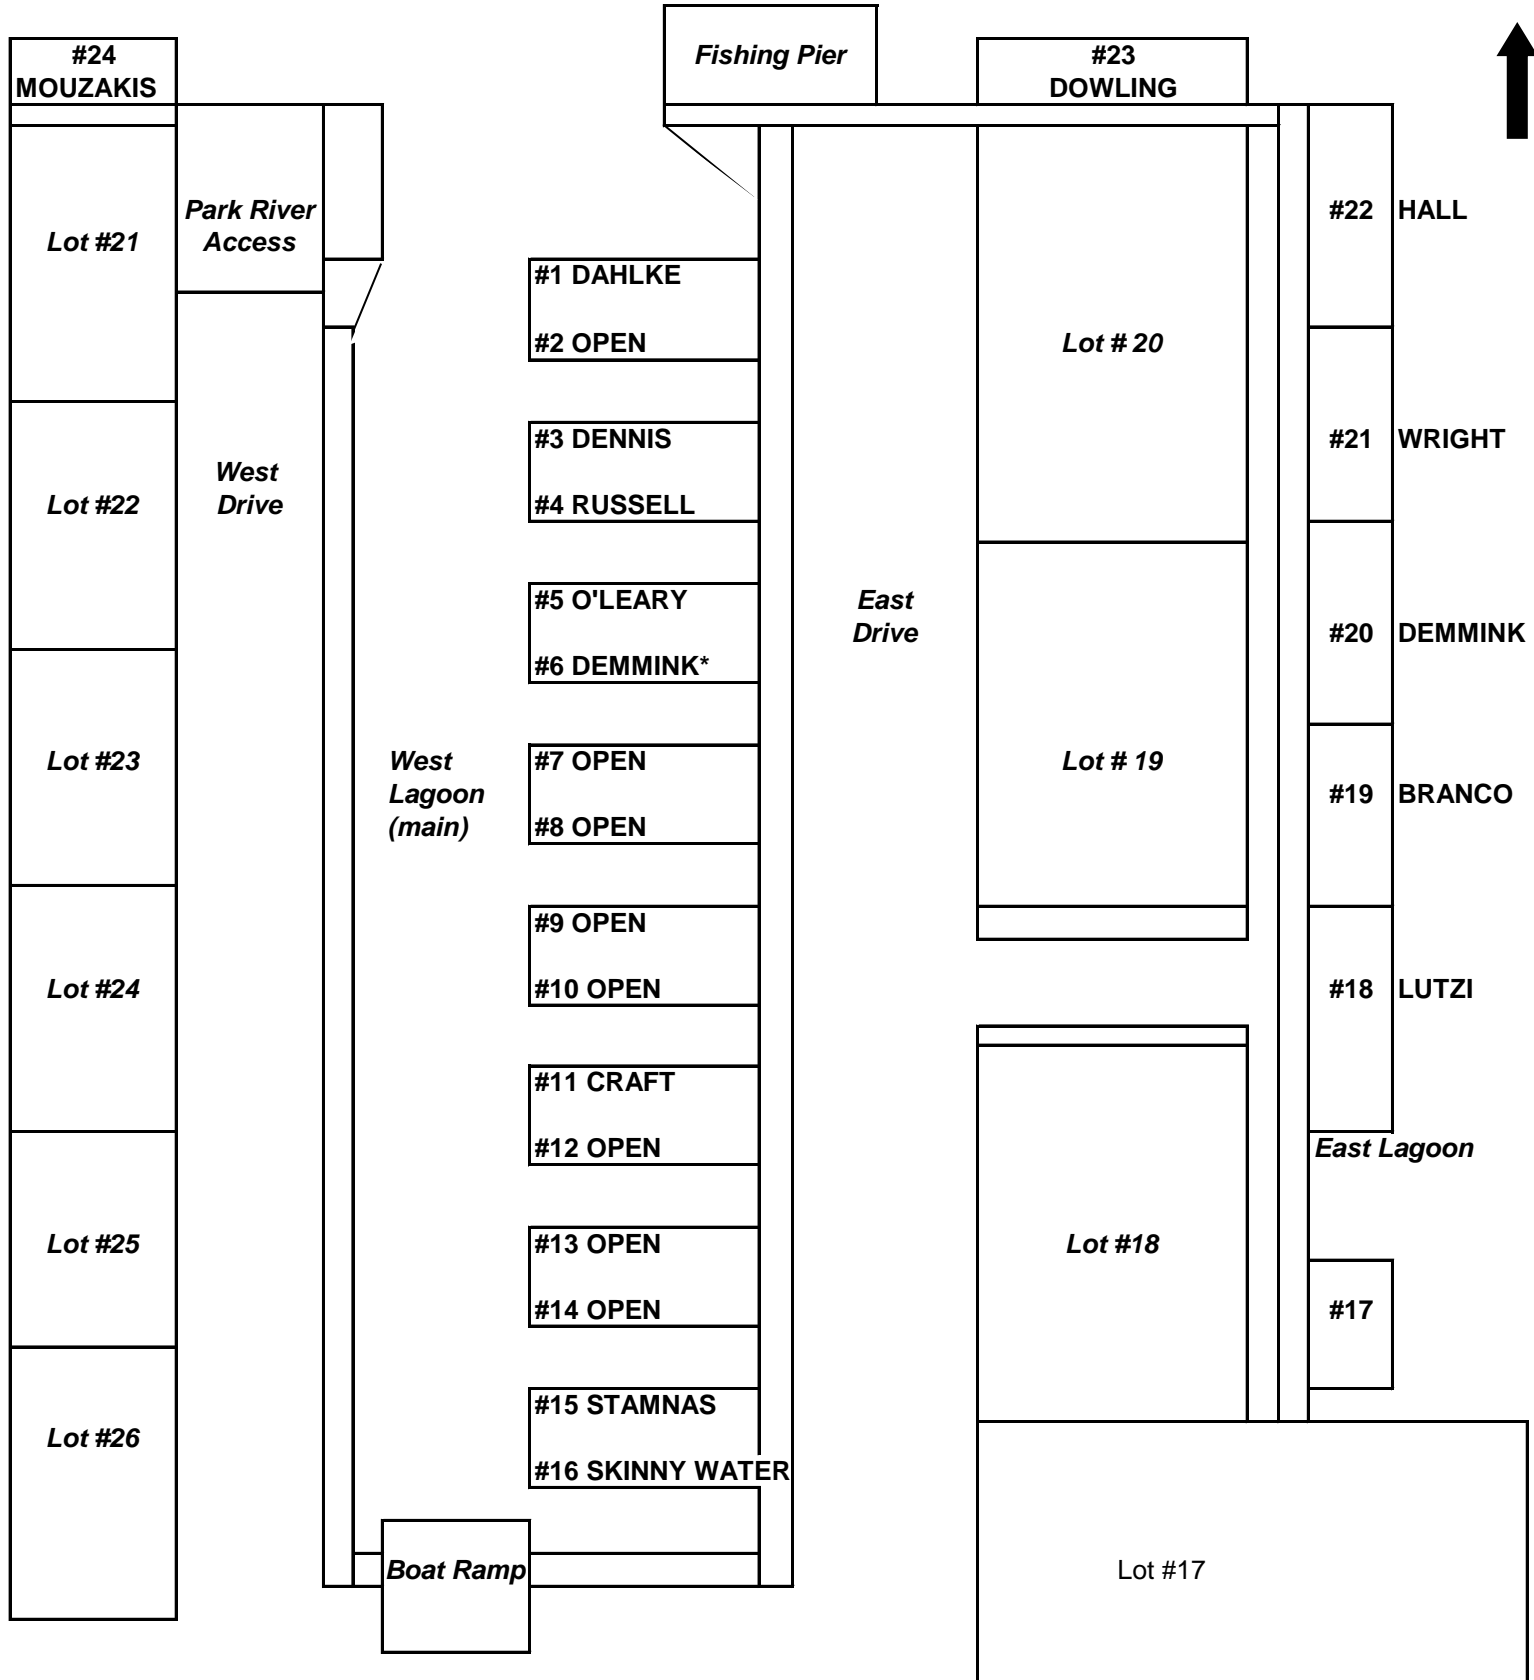 #24
MOUZAKIS
Fishing Pier
#23
DOWLING
Park River
Access
Lot #21
#22 HALL
#1 DAHLKE
#2 OPEN
Lot # 20
#3 DENNIS
#21 WRIGHT
West
Drive
Lot #22
#4 RUSSELL
#5 O'LEARY
East
Drive
#20 DEMMINK
#6 DEMMINK*
Lot #23
West
Lagoon
(main)
#7 OPEN
Lot # 19
#19 BRANCO
#8 OPEN
#9 OPEN
Lot #24
#10 OPEN
#18 LUTZI
#11 CRAFT
#12 OPEN
East Lagoon
Lot #25
#13 OPEN
Lot #18
#14 OPEN
#17
#15 STAMNAS
Lot #26
#16 SKINNY WATER
Boat Ramp
Lot #17